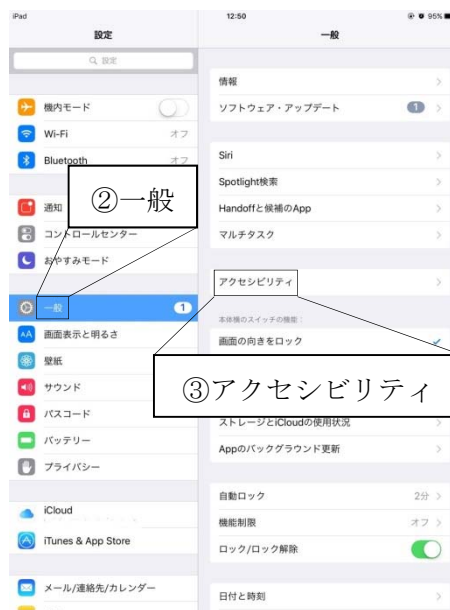 iPad
12:50
95%
設定
一般
設定
機内モード
Wi-Fi
オフ
Bluetooth
オフ
②一般
通知
コントロールセンター
おやすみモード
一般
1
画面表示と明るさ
壁紙
サウンド
パスコード
バッテリー
プライバシー
iCloud
iTunes & App Store
メール/連絡先/カレンダー
情報
ソフトウェア・アップデート
1
Siri
Spotlight検索
Handoffと候補のApp
マルチタスク
アクセシビリティ
本体横のスイッチの機能:
画面の向きをロック
③アクセシビリティ
ストレージとiCloudの使用状況
Appのバックグラウンド更新
自動ロック
2分
機能制限
オフ
ロック/ロック解除
日付と時刻